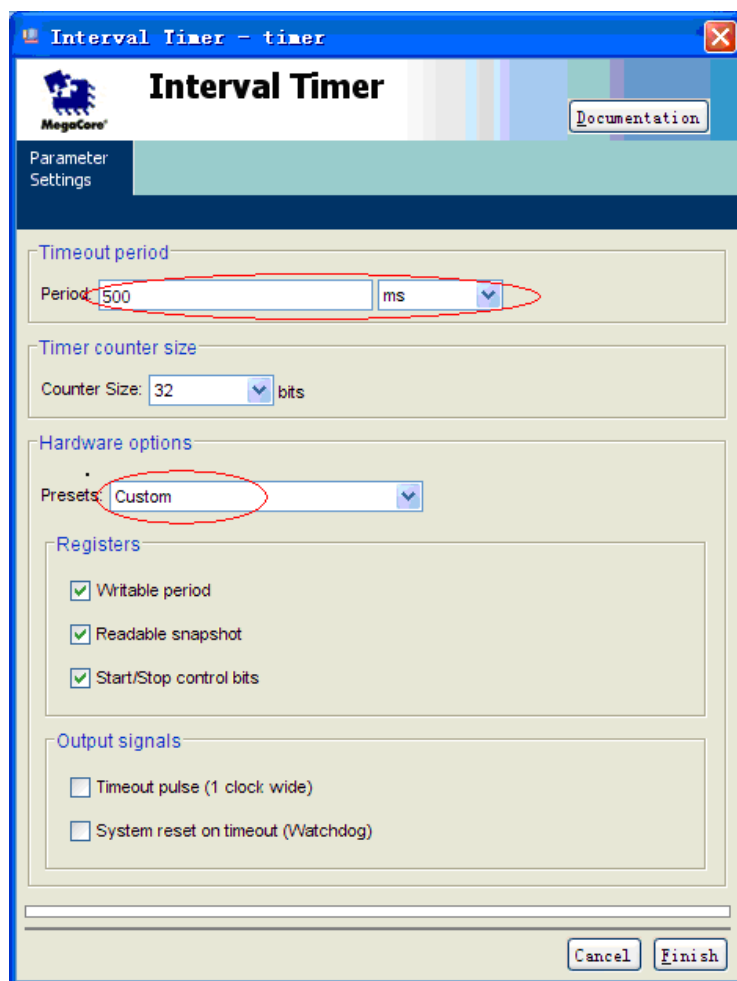 Interval Timer - timer
Interval Timer
MegaCore'
Documentation
Parameter
Settings
Timeout period
Period: 500 ms
Timer counter size
Counter Size: 32 bits
Hardware options
Presets: Custom
Registers
Writable period
Readable snapshot
Start/Stop control bits
Output signals
Timeout pulse (1 clock wide)
System reset on timeout (Watchdog)
Cancel Finish